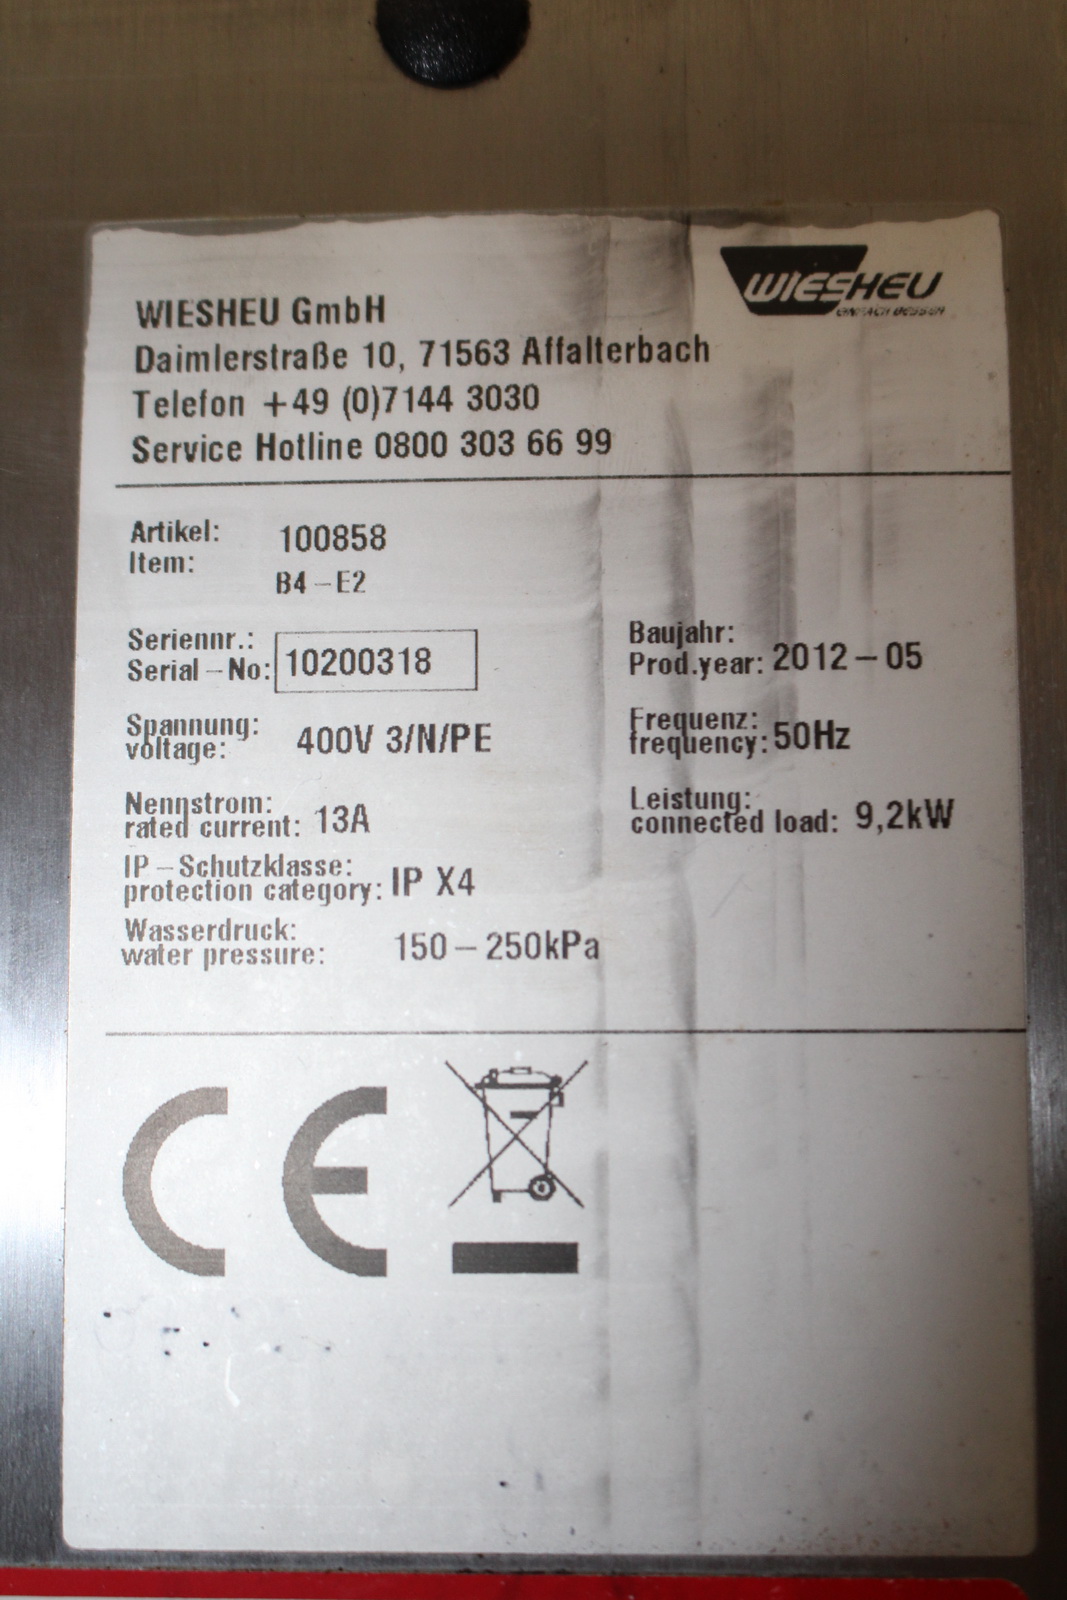 WIESHEU
EINFACH BESSER
WIESHEU GmbH
Daimlerstraße 10, 71563 Affalterbach
Telefon +49 (0)7144 3030
Service Hotline 0800 303 66 99
Artikel: 100858
Item: B4-E2
Seriennr.:
Serial-No: 10200318
Baujahr:
Prod.year: 2012-05
Spannung:
voltage: 400V 3/N/PE
Frequenz:
frequency: 50Hz
Nennstrom:
rated current: 13A
Leistung:
connected load: 9,2kW
IP-Schutzklasse:
protection category: IP X4
Wasserdruck:
water pressure: 150-250kPa
CE